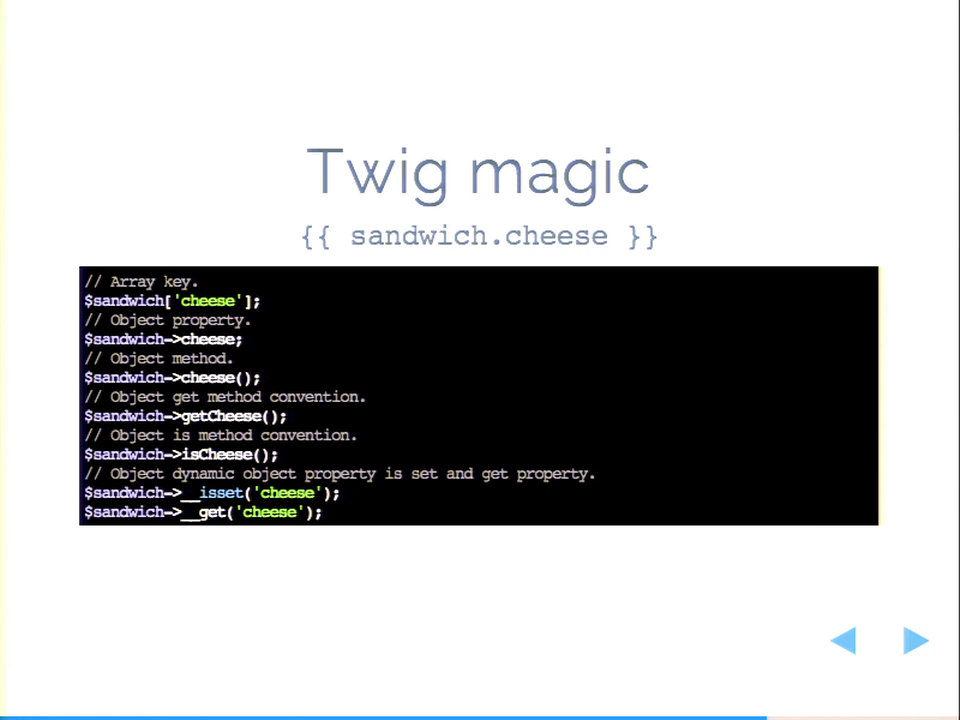 Twig magic
{{ sandwich.cheese }}
// Array key.
$sandwich['cheese'];
// Object property.
$sandwich->cheese;
// Object method.
$sandwich->cheese();
// Object get method convention.
$sandwich->getCheese();
// Object is method convention.
$sandwich->isCheese();
// Object dynamic object property is set and get property.
$sandwich->__isset('cheese');
$sandwich->__get('cheese');